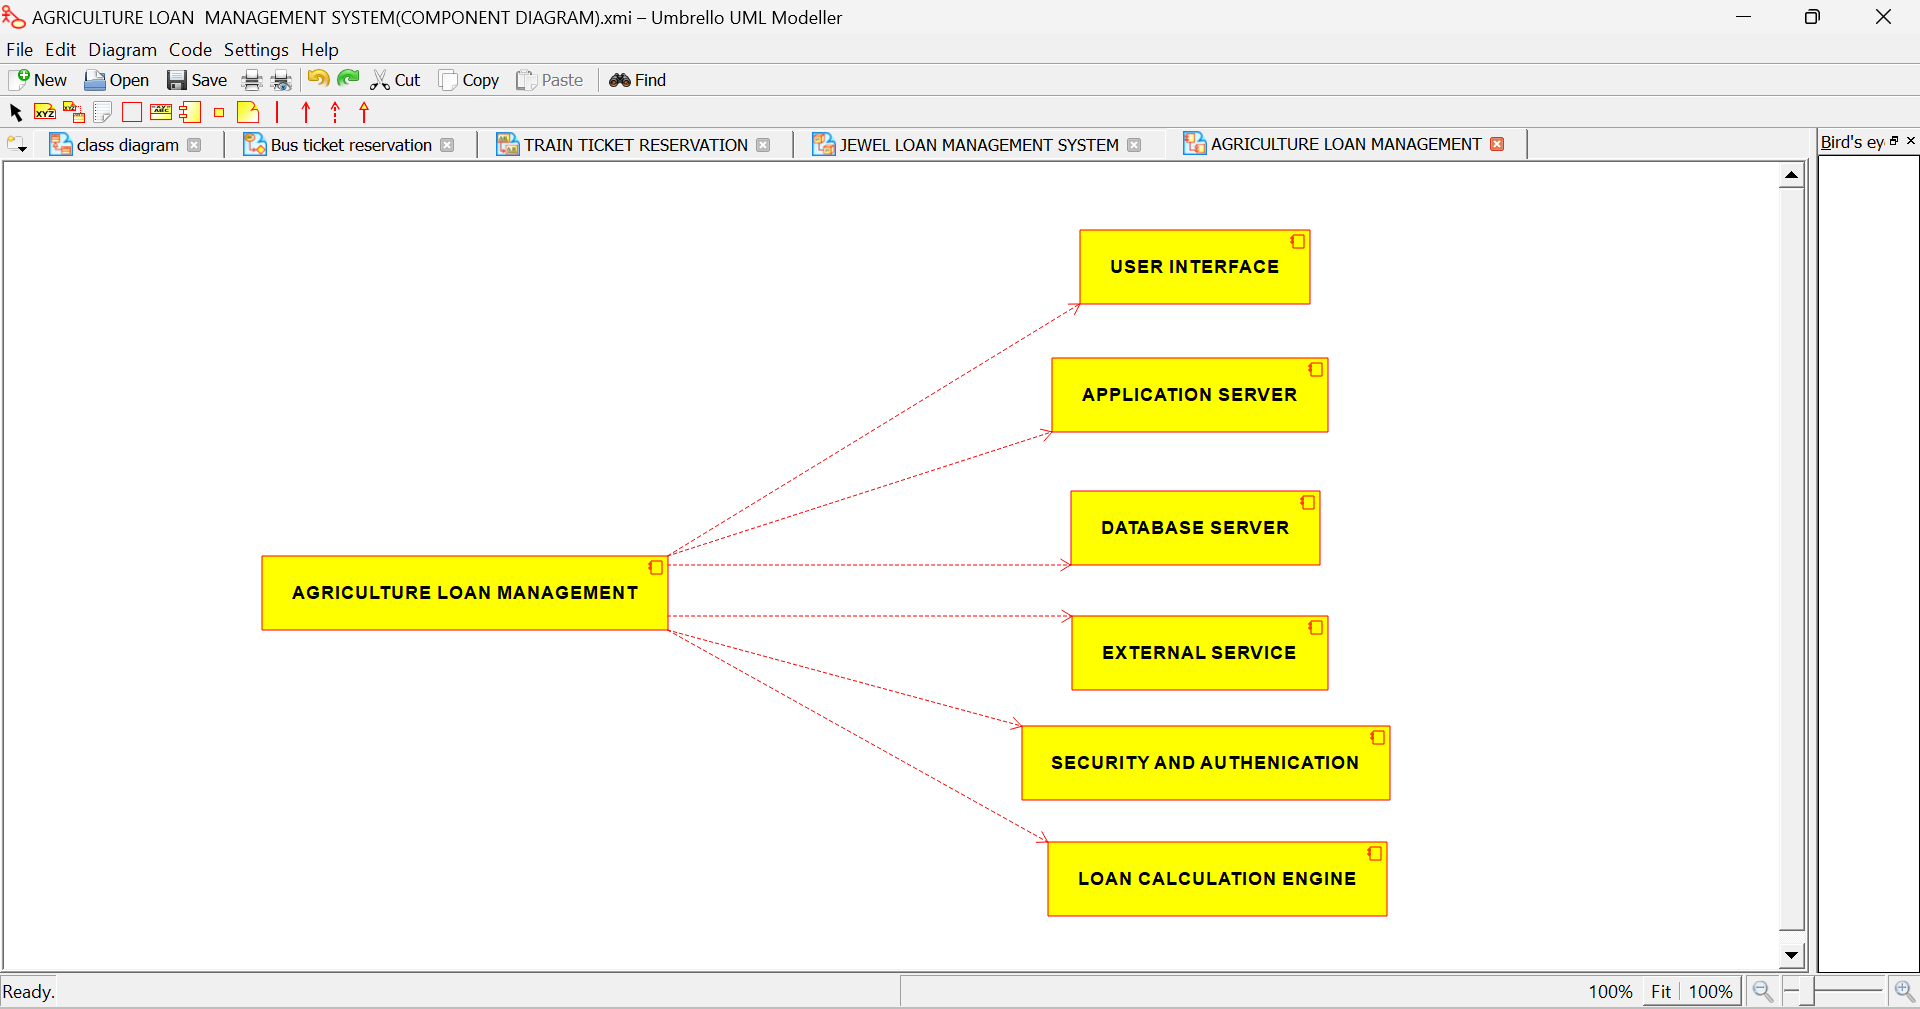 AGRICULTURE LOAN  MANAGEMENT SYSTEM(COMPONENT DIAGRAM).xmi – Umbrello UML Modeller
File Edit Diagram Code Settings Help
New Open Save Cut Copy Paste Find
class diagram Bus ticket reservation TRAIN TICKET RESERVATION JEWEL LOAN MANAGEMENT SYSTEM AGRICULTURE LOAN MANAGEMENT Bird's ey
USER INTERFACE
APPLICATION SERVER
DATABASE SERVER
AGRICULTURE LOAN MANAGEMENT
EXTERNAL SERVICE
SECURITY AND AUTHENICATION
LOAN CALCULATION ENGINE
Ready. 100% Fit 100%